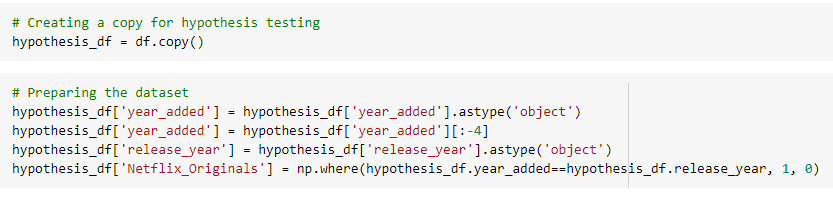 # Creating a copy for hypothesis testing
hypothesis_df = df.copy()
# Preparing the dataset
hypothesis_df['year_added'] = hypothesis_df['year_added'].astype('object')
hypothesis_df['year_added'] = hypothesis_df['year_added'][:-4]
hypothesis_df['release_year'] = hypothesis_df['release_year'].astype('object')
hypothesis_df['Netflix_Originals'] = np.where(hypothesis_df.year_added==hypothesis_df.release_year, 1, 0)